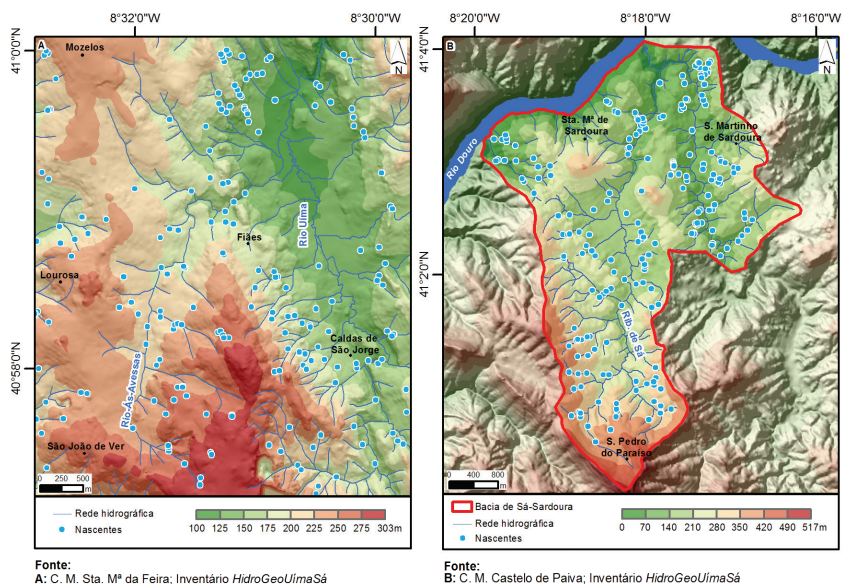 8°32'0"W
8°30'0"W
8°20'0"W
8°18'0"W
8°16'0"W
A
Mozelos
N
41°0'0"N
Rio Uíma
Fiães
Lourosa
Caldas de
São Jorge
40°58'0"N
Rio Às-Avessas
São João de Ver
0 250 500
m
Rede hidrográfica
Nascentes
100 125 150 175 200 225 250 275 303m
Fonte:
A: C. M. Sta. Mª da Feira; Inventário HidroGeoUímaSá
B
N
41°4'0"N
Rio Douro
Sta. Mª de
Sardoura
S. Martinho
de Sardoura
41°2'0"N
Rib. de Sá
S. Pedro
do Paraíso
0 400 800
m
Bacia de Sá-Sardoura
Rede hidrográfica
Nascentes
0 70 140 210 280 350 420 490 517m
Fonte:
B: C. M. Castelo de Paiva; Inventário HidroGeoUímaSá